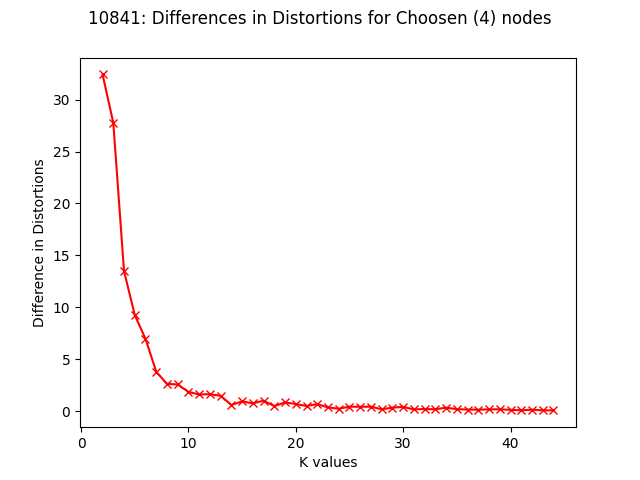 10841: Differences in Distortions for Choosen (4) nodes
30
25
20
15
10
5
0
Difference in Distortions
0 10 20 30 40
K values